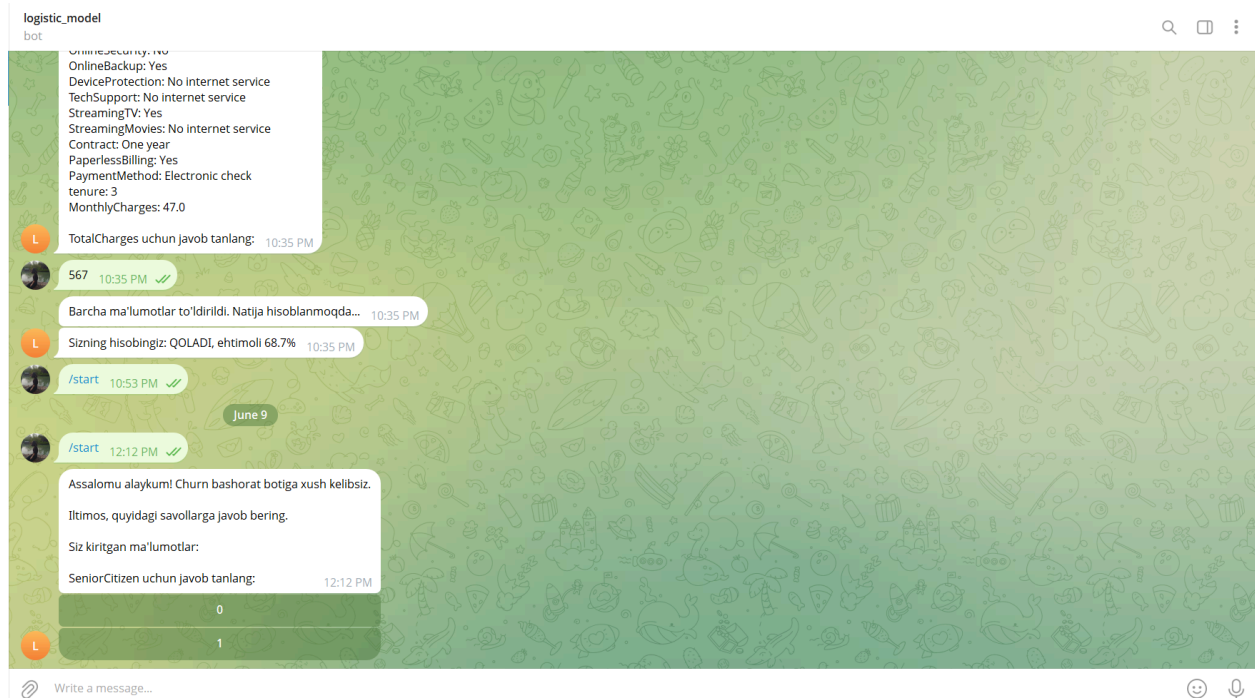 logistic_model
bot
OnlineSecurity: No
OnlineBackup: Yes
DeviceProtection: No internet service
TechSupport: No internet service
StreamingTV: Yes
StreamingMovies: No internet service
Contract: One year
PaperlessBilling: Yes
PaymentMethod: Electronic check
tenure: 3
MonthlyCharges: 47.0
TotalCharges uchun javob tanlang: 10:35 PM
L
567 10:35 PM
Barcha ma'lumotlar to'ldirildi. Natija hisoblanmoqda... 10:35 PM
Sizning hisobingiz: QOLADI, ehtimoli 68.7% 10:35 PM
L
/start 10:53 PM
June 9
/start 12:12 PM
Assalomu alaykum! Churn bashorat botiga xush kelibsiz.
Iltimos, quyidagi savollarga javob bering.
Siz kiritgan ma'lumotlar:
SeniorCitizen uchun javob tanlang: 12:12 PM
0
1
L
Write a message...